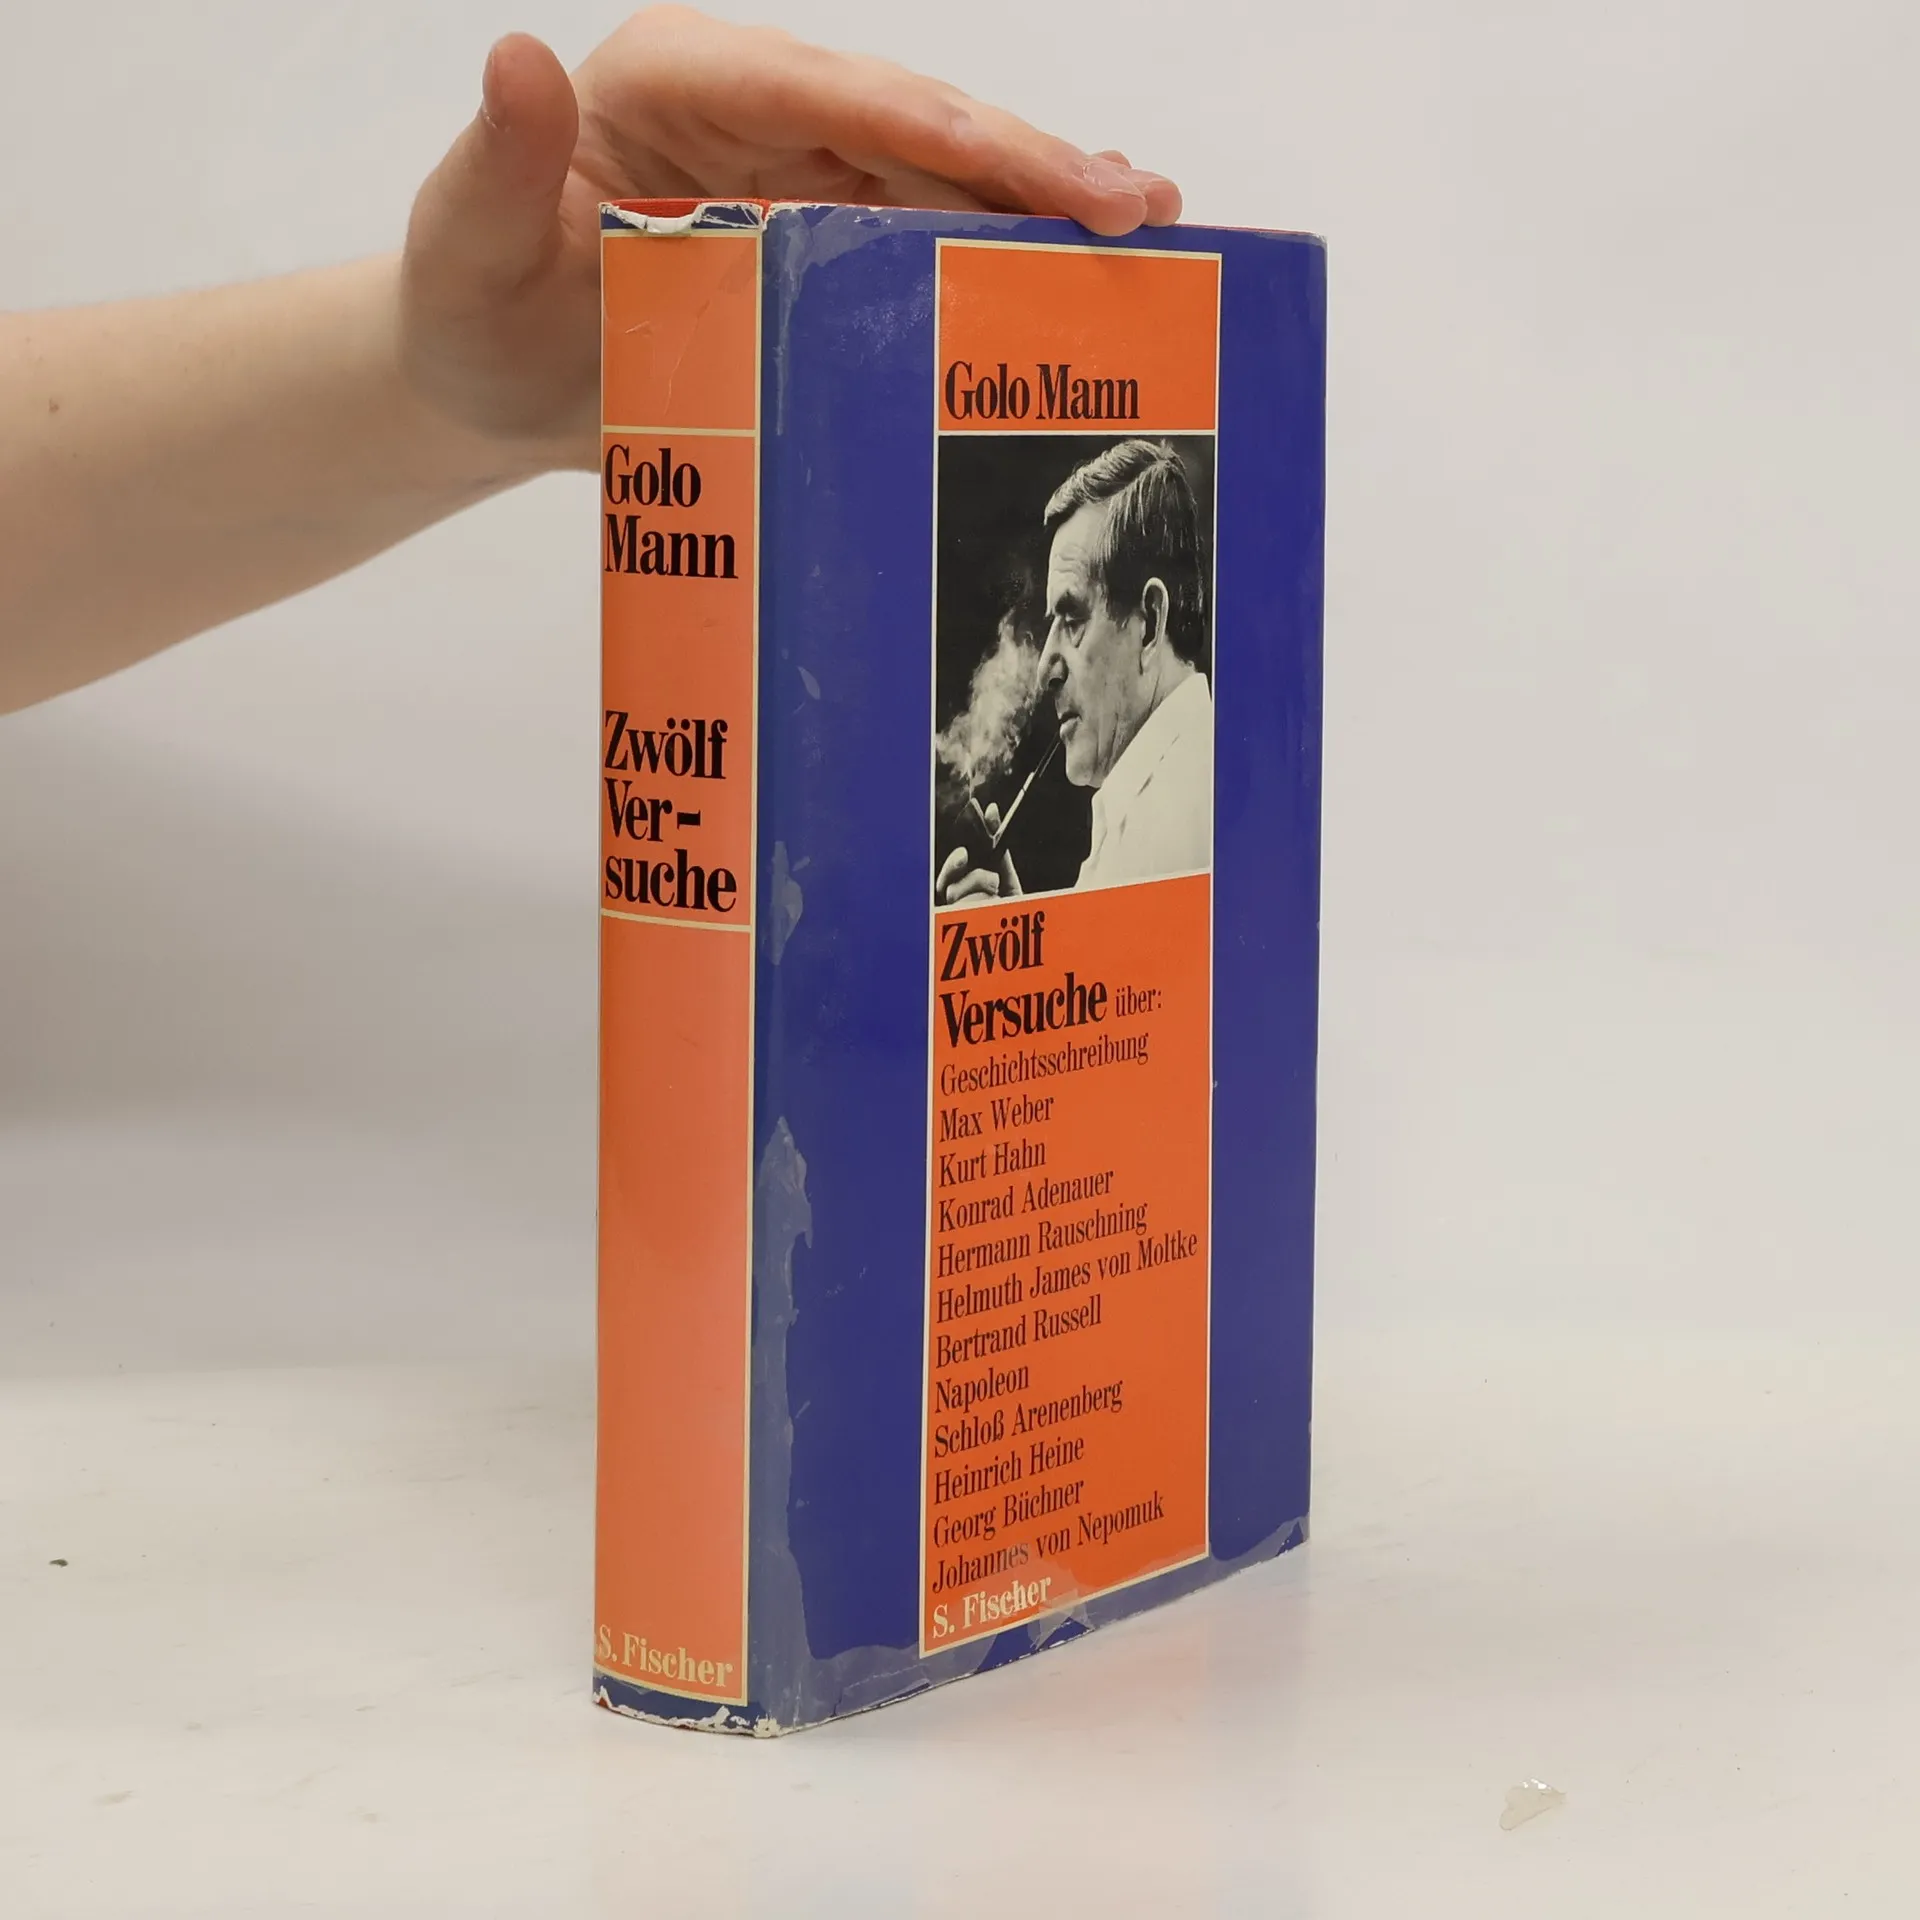 Golo
Mann
Zwölf
Ver-
suche
S. Fischer
Golo Mann
Zwölf
Versuche über:
Geschichtsschreibung
Max Weber
Kurt Hahn
Konrad Adenauer
Hermann Rauschning
Helmuth James von Moltke
Bertrand Russell
Napoleon
Schloß Arenenberg
Heinrich Heine
Georg Büchner
Johannes von Nepomuk
S. Fischer